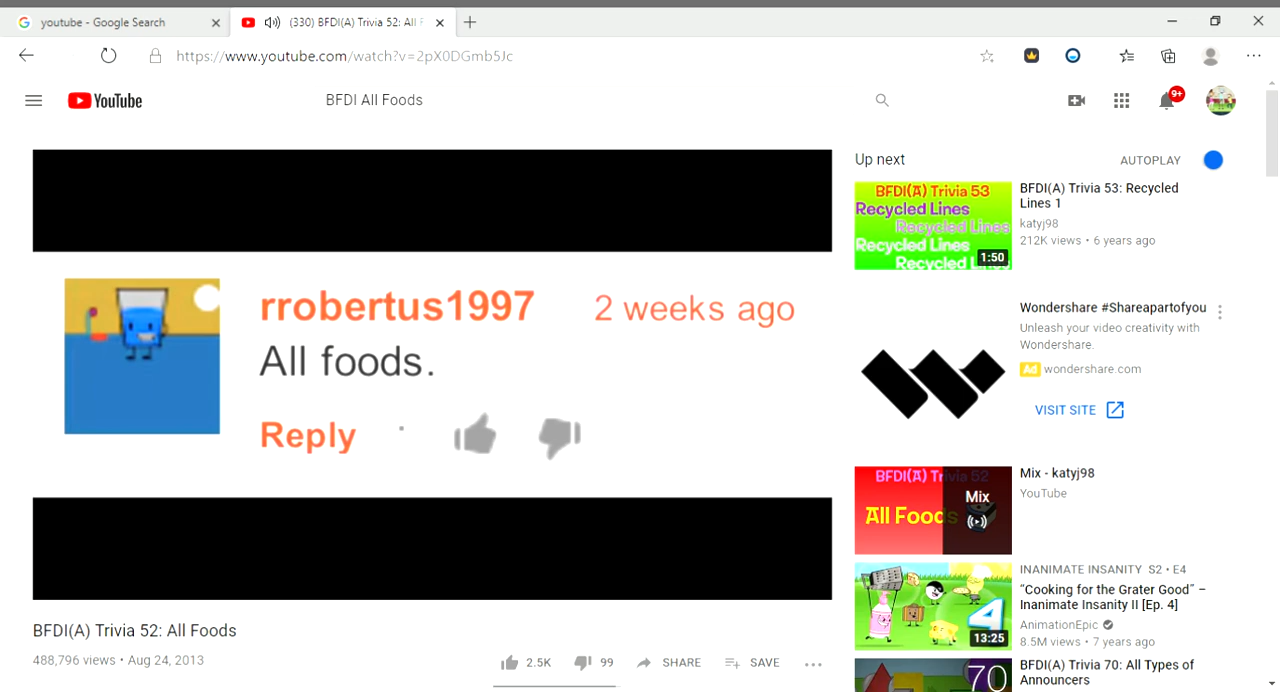 youtube - Google Search
(330) BFDI(A) Trivia 52: All F
https://www.youtube.com/watch?v=2pX0DGmb5Jc
YouTube
BFDI All Foods
9+
rrobertus1997 2 weeks ago
All foods.
Reply
BFDI(A) Trivia 52: All Foods
488,796 views • Aug 24, 2013
2.5K
99
SHARE
SAVE
Up next
AUTOPLAY
BFDI(A) Trivia 53
Recycled Lines
Recycled Lines
Recycled Lines
Recycled Lines
1:50
BFDI(A) Trivia 53: Recycled
Lines 1
katyj98
212K views • 6 years ago
Wondershare #Shareapartofyou
Unleash your video creativity with
Wondershare.
Ad wondershare.com
VISIT SITE
BFDI(A) Trivia 52
All Foods
Mix
Mix - katyj98
YouTube
4
13:25
INANIMATE INSANITY S2 • E4
“Cooking for the Grater Good” –
Inanimate Insanity II [Ep. 4]
AnimationEpic
8.5M views • 7 years ago
70
BFDI(A) Trivia 70: All Types of
Announcers